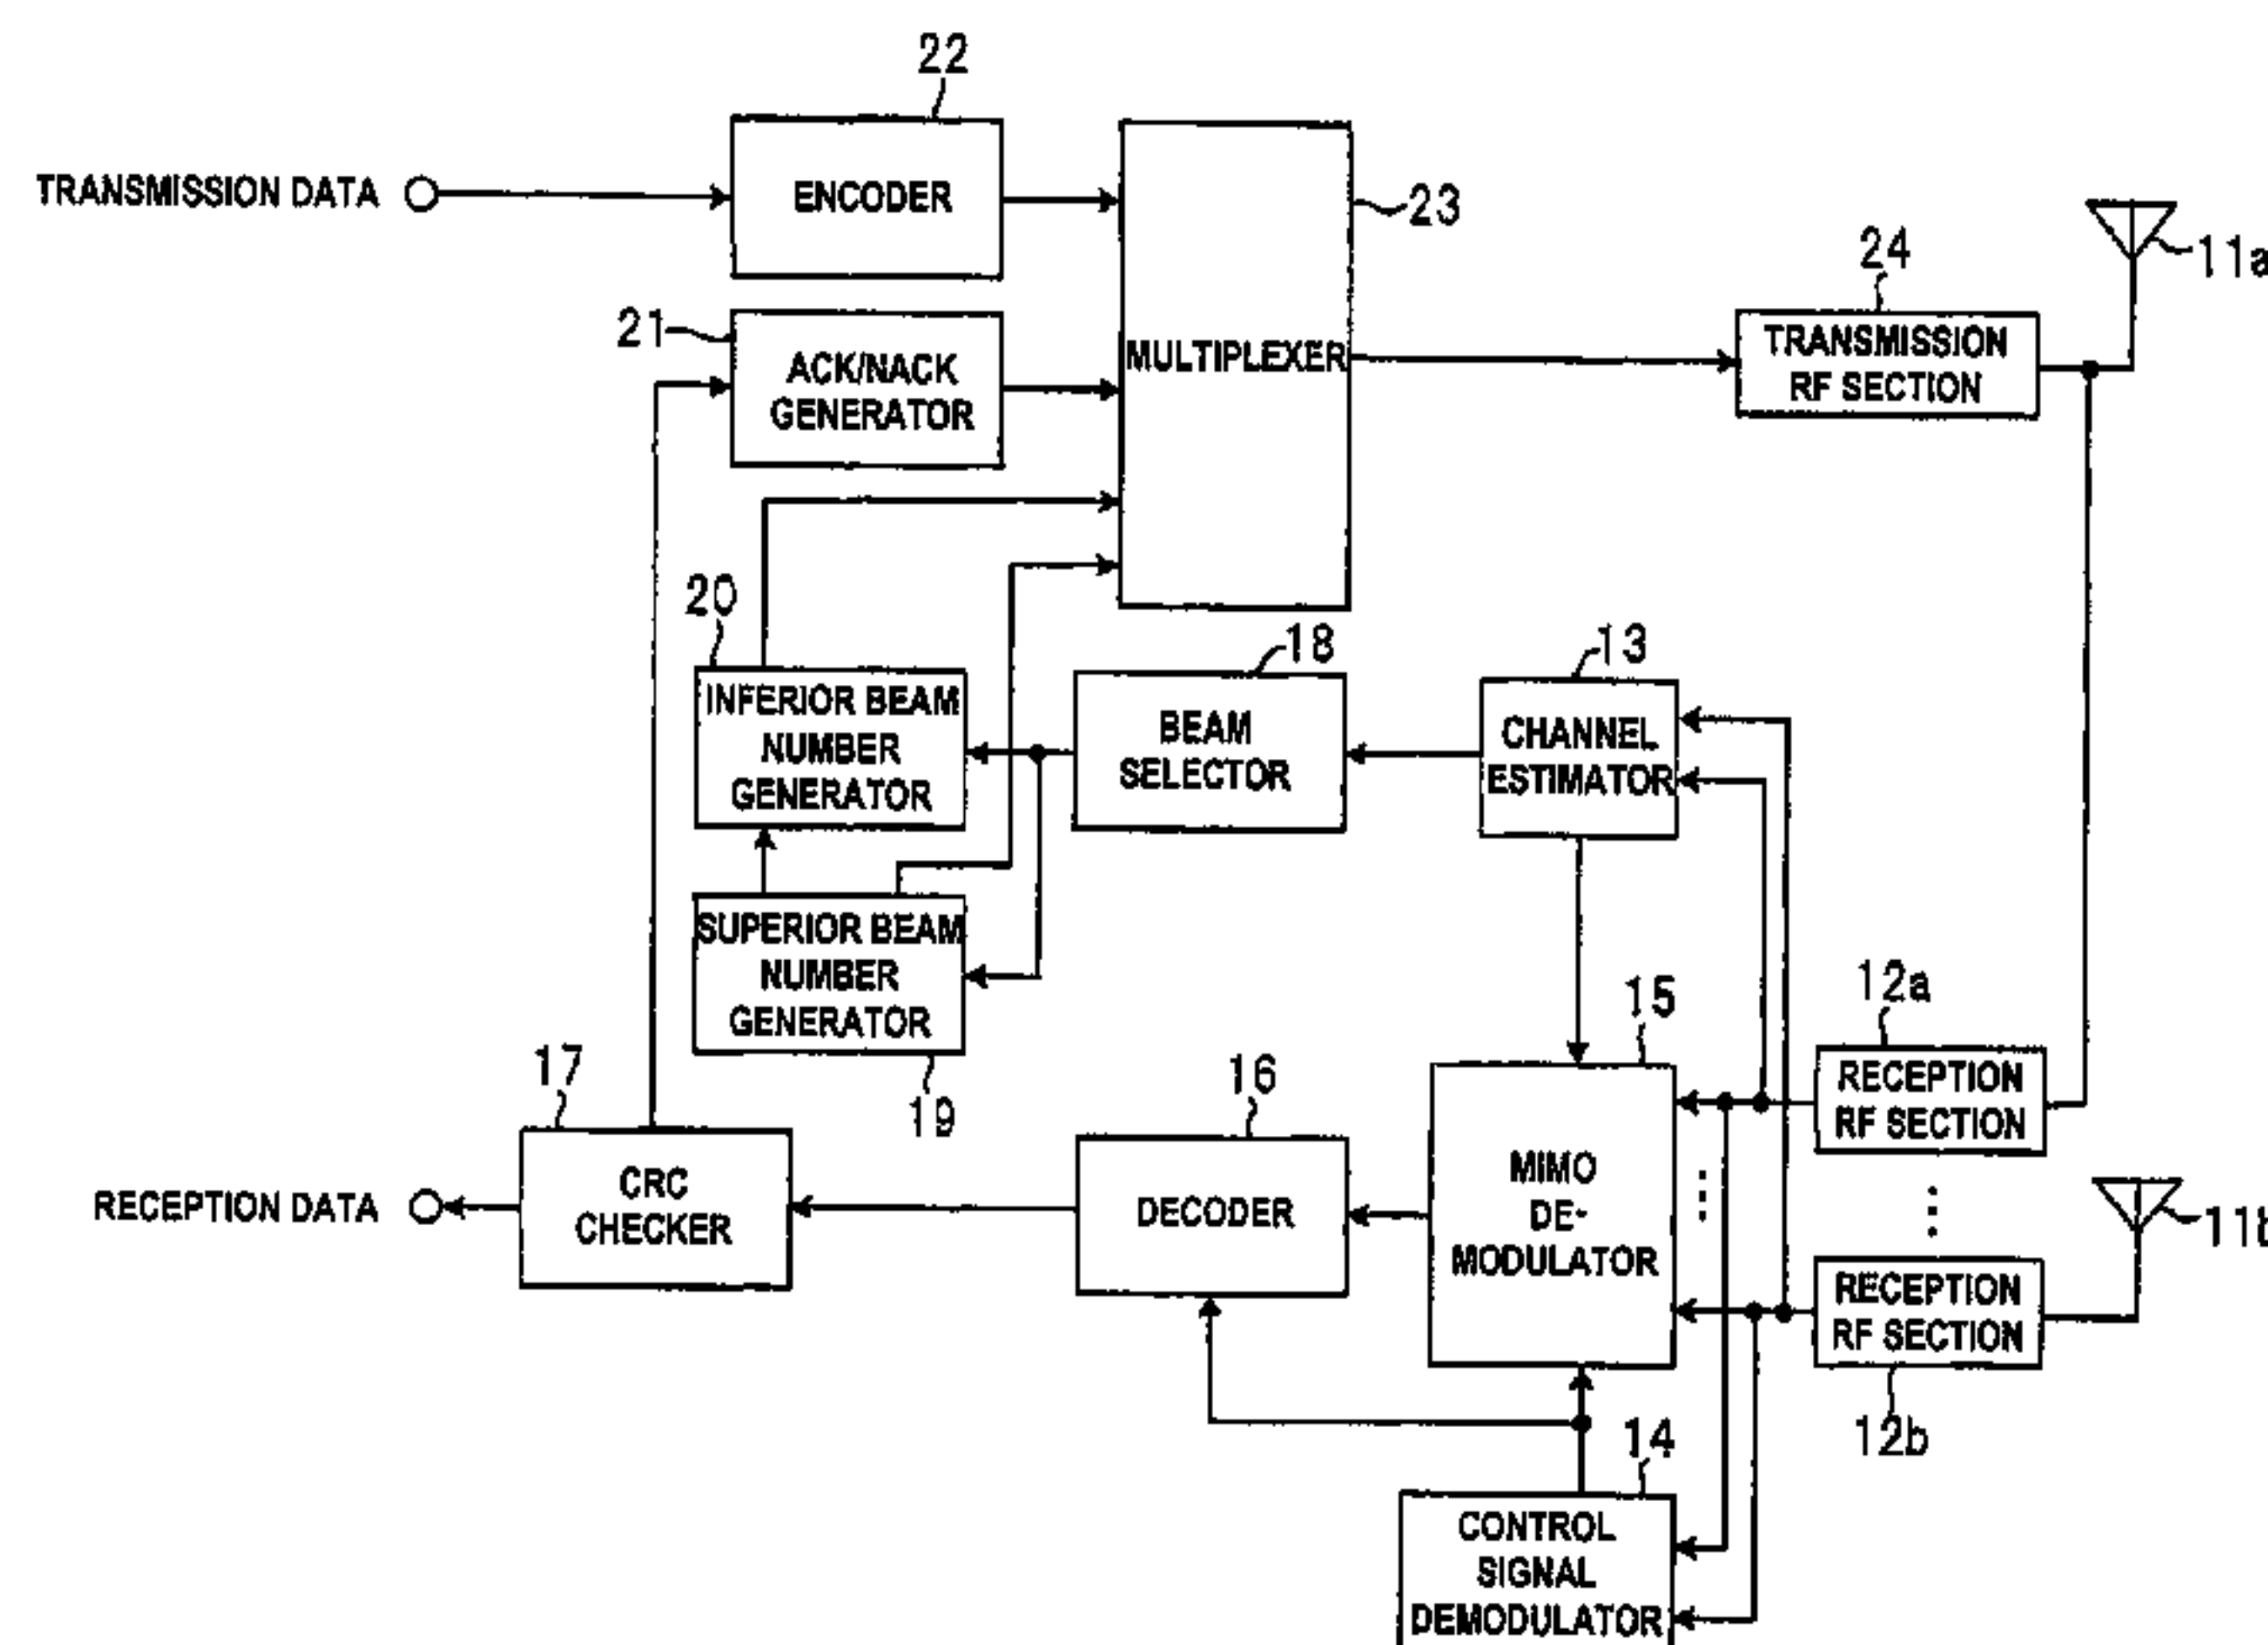 22
TRANSMISSION DATA
ENCODER
23
11a
24
21
ACK/NACK
GENERATOR
MULTIPLEXER
TRANSMISSION
RF SECTION
20
18
13
INFERIOR BEAM
NUMBER
GENERATOR
BEAM
SELECTOR
CHANNEL
ESTIMATOR
SUPERIOR BEAM
NUMBER
GENERATOR
19
15
12a
RECEPTION
RF SECTION
17
16
RECEPTION DATA
CRC
CHECKER
DECODER
MIMO
DE-
MODULATOR
11b
RECEPTION
RF SECTION
12b
14
CONTROL
SIGNAL
DEMODULATOR